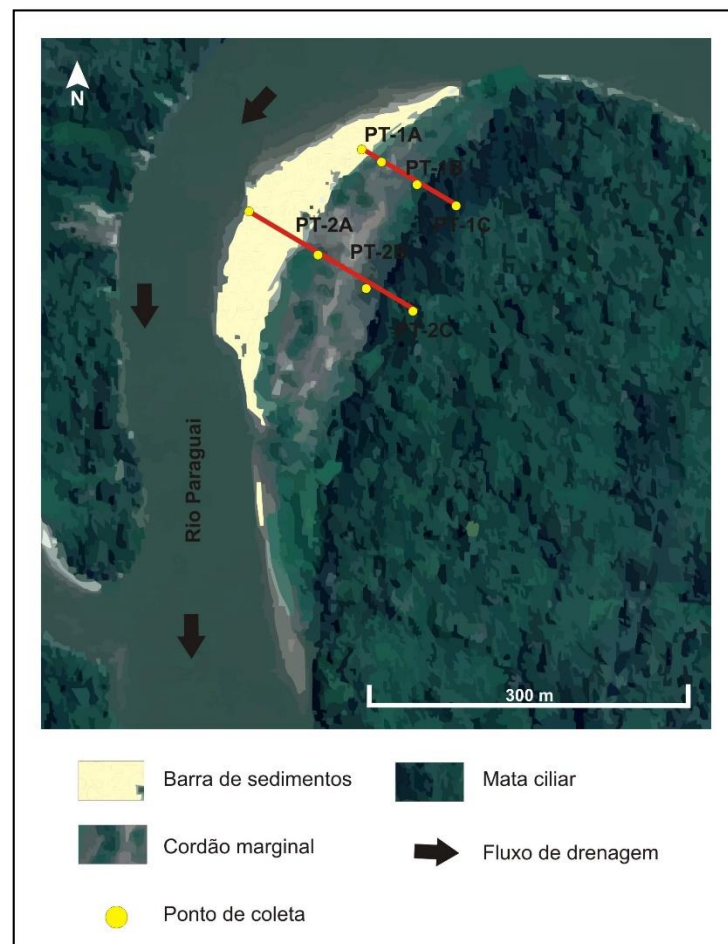 N
PT-1A
PT-1B
PT-1C
PT-2A
PT-2B
PT-2C
Rio Paraguai
300 m
Barra de sedimentos
Mata ciliar
Cordão marginal
Fluxo de drenagem
Ponto de coleta